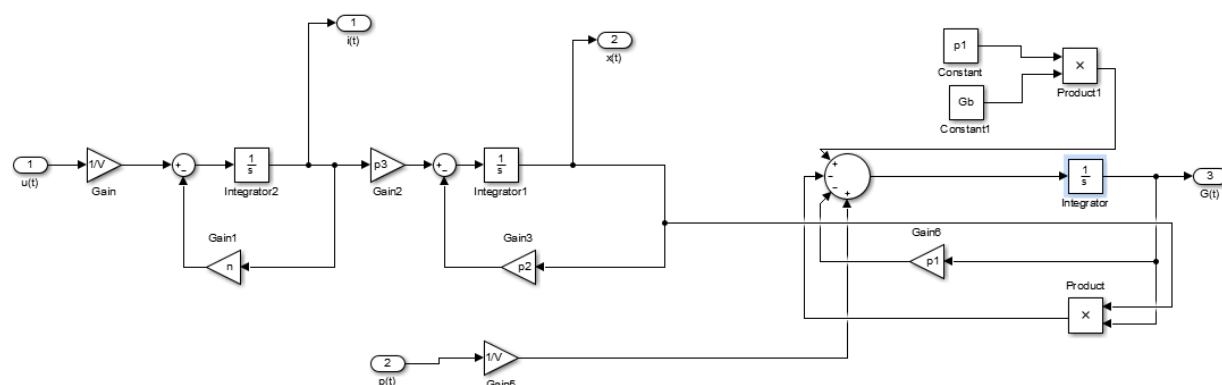 1
i(t)
2
x(t)
p1
Constant
×
Product1
Gb
Constant1
1
u(t)
1/V
Gain
+
−
1
s
Integrator2
p3
Gain2
+
−
1
s
Integrator1
+
−
−
+
1
s
Integrator
3
G(t)
Gain1
n
Gain3
p2
Gain6
p1
Product
×
2
p(t)
1/V